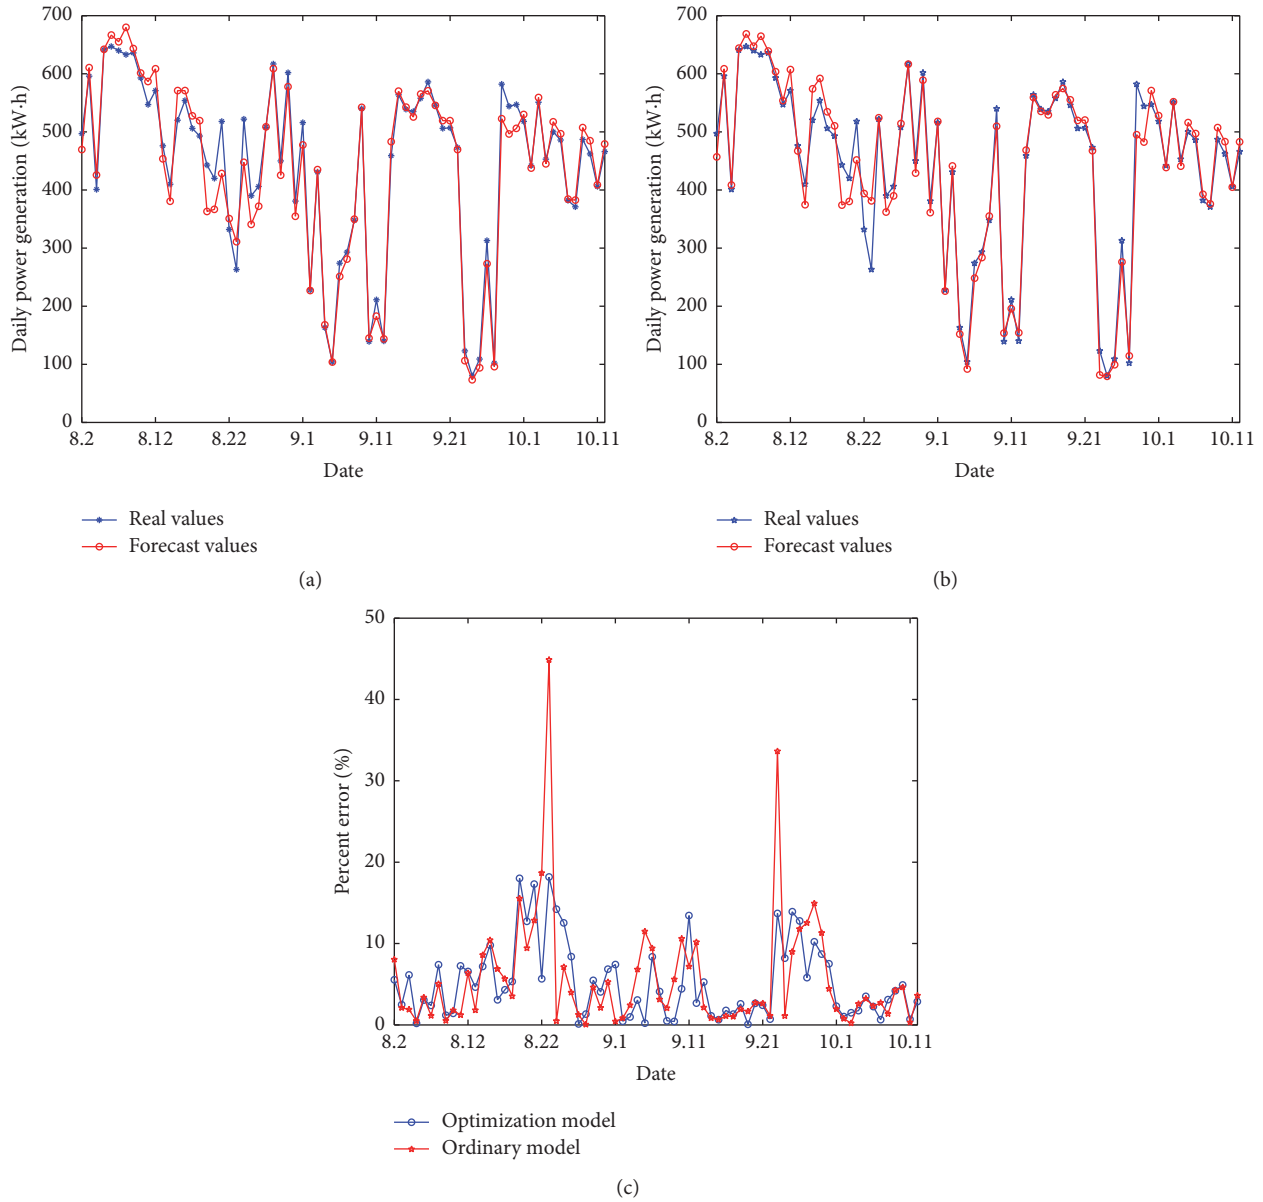 700
600
500
400
300
200
100
0
Daily power generation (kW·h)
8.2 8.12 8.22 9.1 9.11 9.21 10.1 10.11
Date
Real values
Forecast values
(a)
700
600
500
400
300
200
100
0
Daily power generation (kW·h)
8.2 8.12 8.22 9.1 9.11 9.21 10.1 10.11
Date
Real values
Forecast values
(b)
50
40
30
20
10
0
Percent error (%)
8.2 8.12 8.22 9.1 9.11 9.21 10.1 10.11
Date
Optimization model
Ordinary model
(c)